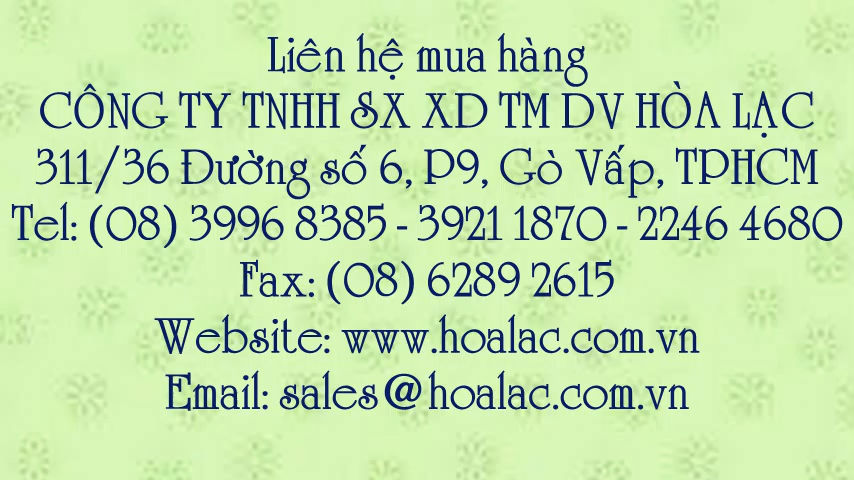 Liên hệ mua hàng
CÔNG TY TNHH SX XD TM DV HÒA LẠC
311/36 Đường số 6, P9, Gò Vấp, TPHCM
Tel: (08) 3996 8385 - 3921 1870 - 2246 4680
Fax: (08) 6289 2615
Website: www.hoalac.com.vn
Email: sales@hoalac.com.vn